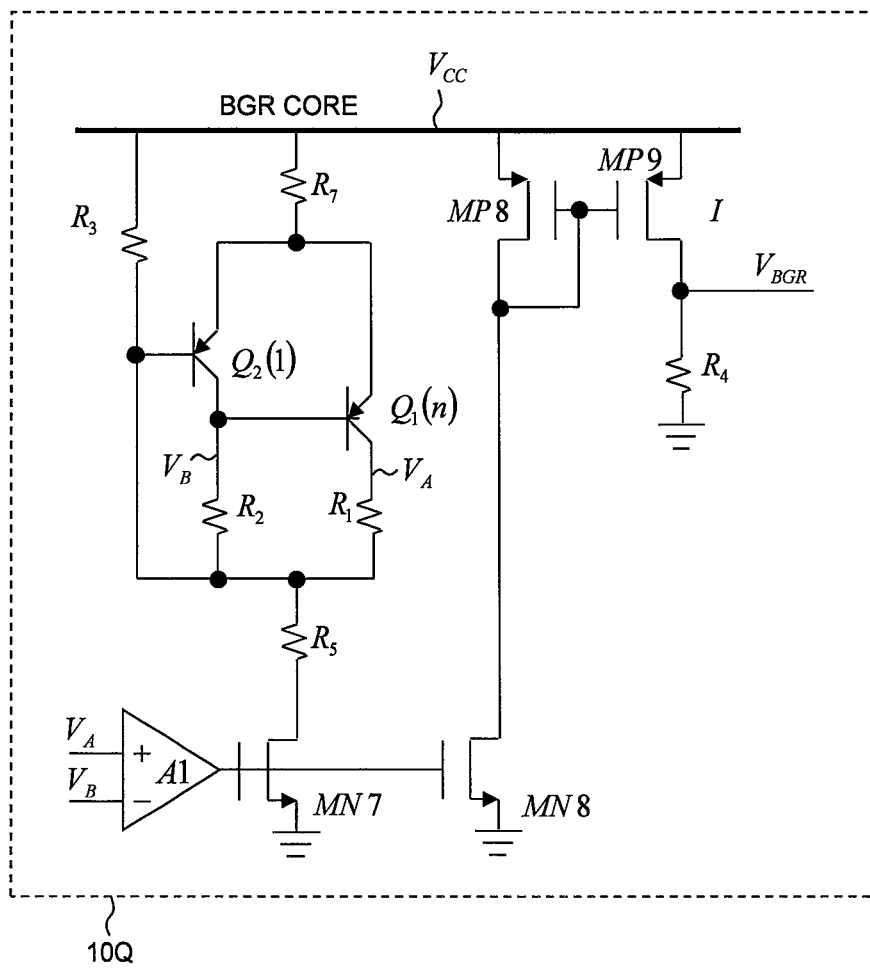 V_CC
BGR CORE
MP9
R_7
R_3
MP8
I
V_BGR
Q_2(1)
R_4
Q_1(n)
V_B
V_A
R_2
R_1
R_5
V_A
+
A1
V_B
−
MN7
MN8
10Q